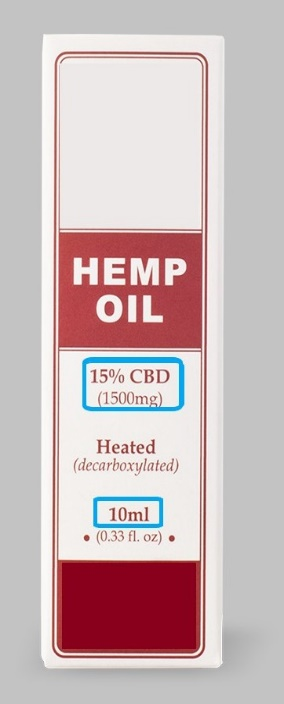 HEMP
OIL
15% CBD
(1500mg)
Heated
(decarboxylated)
10ml
• (0.33 fl. oz) •